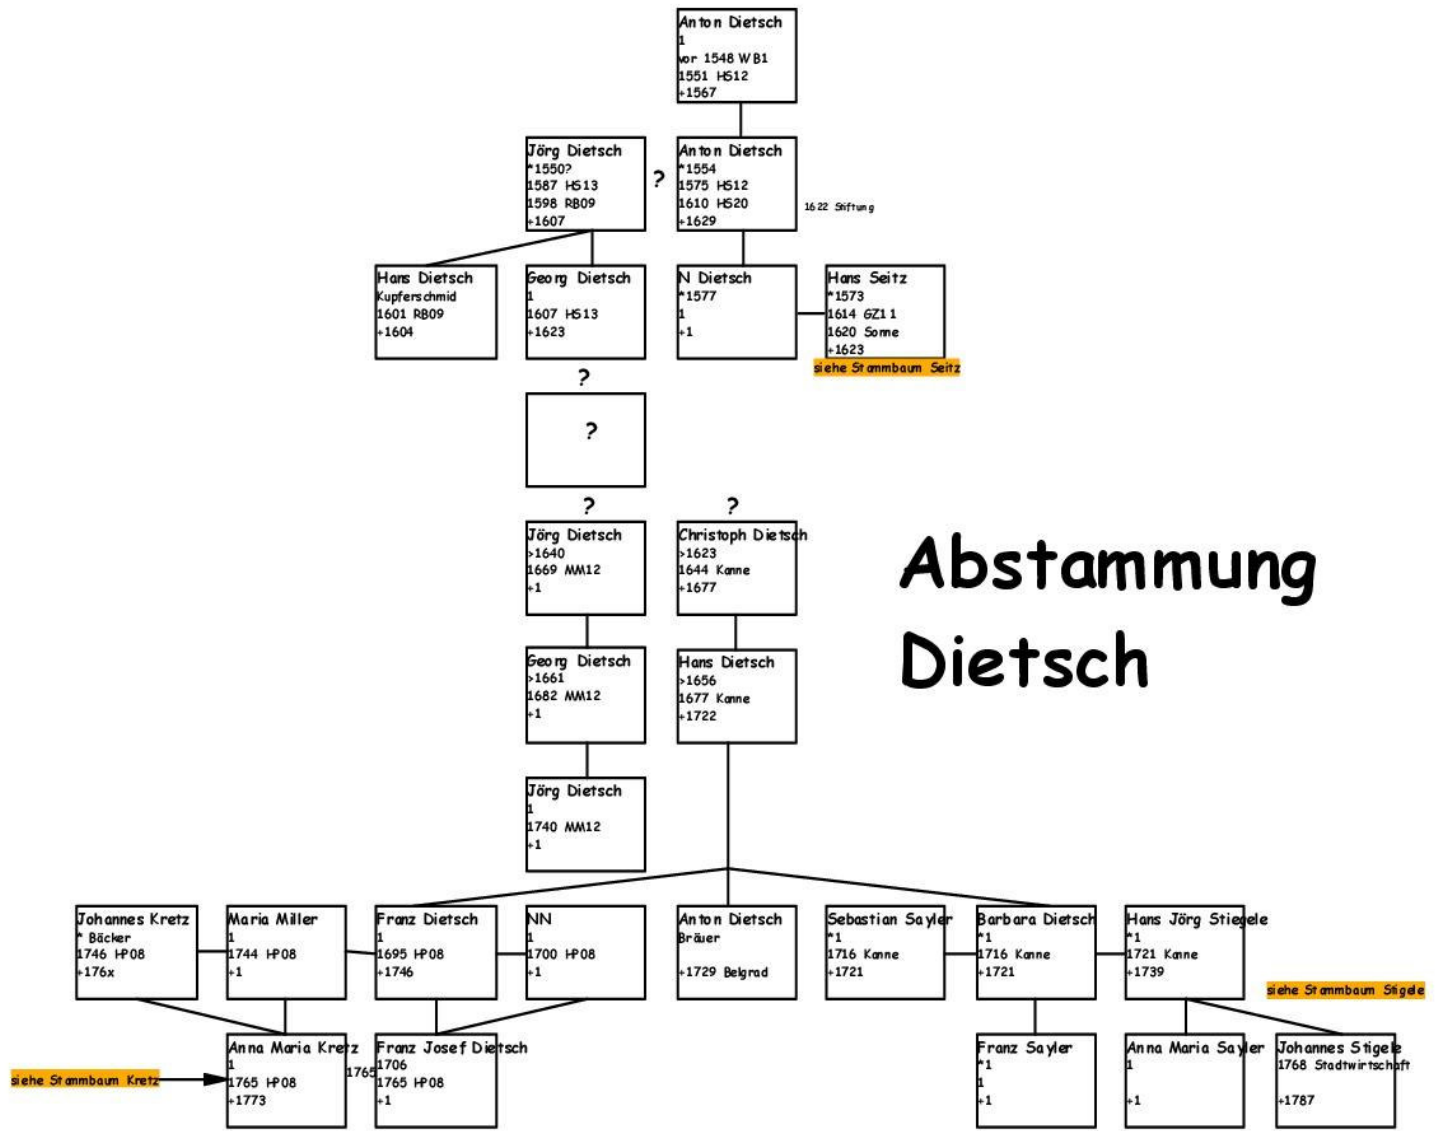 Anton Dietsch
1
vor 1548 WB1
1551 HS12
+1567
Jörg Dietsch
*1550?
1587 HS13
1598 RB09
+1607
?
Anton Dietsch
*1554
1575 HS12
1610 HS20
+1629
1622 Stiftung
Hans Dietsch
Kupferschmid
1601 RB09
+1604
Georg Dietsch
1
1607 HS13
+1623
N Dietsch
*1577
1
+1
Hans Seitz
*1573
1614 GZ11
1620 Sonne
+1623
siehe Stammbaum Seitz
?
?
?
?
Jörg Dietsch
>1640
1669 MM12
+1
Christoph Dietsch
>1623
1644 Kanne
+1677
Abstammung
Dietsch
Georg Dietsch
>1661
1682 MM12
+1
Hans Dietsch
>1656
1677 Kanne
+1722
Jörg Dietsch
1
1740 MM12
+1
Johannes Kretz
* Bäcker
1746 HP08
+176x
Maria Miller
1
1744 HP08
+1
Franz Dietsch
1
1695 HP08
+1746
NN
1
1700 HP08
+1
Anton Dietsch
Bräuer
+1729 Belgrad
Sebastian Sayler
*1
1716 Kanne
+1721
Barbara Dietsch
*1
1716 Kanne
+1721
Hans Jörg Stiegele
*1
1721 Kanne
+1739
siehe Stammbaum Stigele
siehe Stammbaum Kretz
Anna Maria Kretz
1
1765 HP08
+1773
1765
Franz Josef Dietsch
1706
1765 HP08
+1
Franz Sayler
*1
1
+1
Anna Maria Sayler
1
+1
Johannes Stigele
1768 Stadtwirtschaft
+1787